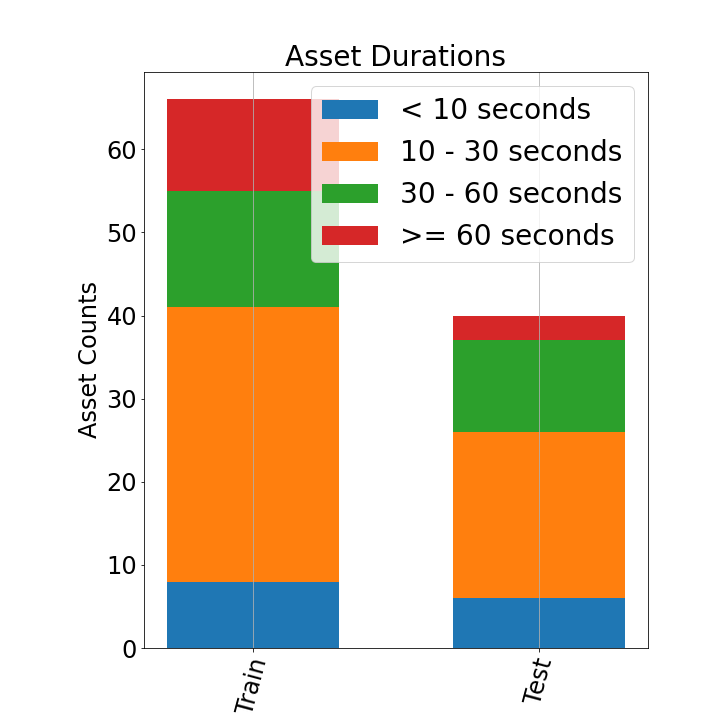 Asset Durations
< 10 seconds
10 - 30 seconds
30 - 60 seconds
>= 60 seconds
Asset Counts
60
50
40
30
20
10
0
Train
Test